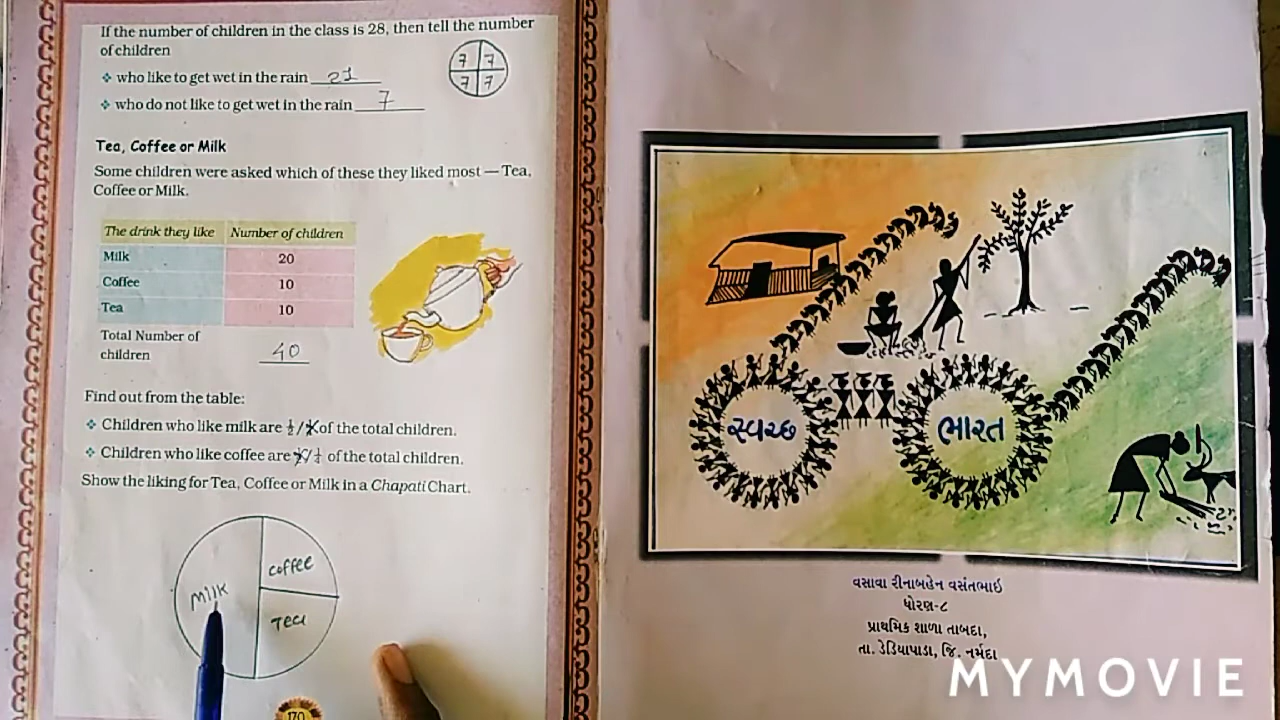 If the number of children in the class is 28, then tell the number
of children
❖ who like to get wet in the rain 21
❖ who do not like to get wet in the rain 7
7 7
7 7
Tea, Coffee or Milk
Some children were asked which of these they liked most — Tea,
Coffee or Milk.
The drink they like Number of children
Milk 20
Coffee 10
Tea 10
Total Number of
children 40
Find out from the table:
❖ Children who like milk are ½/ of the total children.
❖ Children who like coffee are /¼ of the total children.
Show the liking for Tea, Coffee or Milk in a Chapati Chart.
Milk
coffee
Tea
170
સ્વચ્છ
ભારત
વસાવા રીનાબહેન વસંતભાઇ
ધોરણ-૮
પ્રાથમિક શાળા તાબદા,
તા. ડેડિયાપાડા, જિ. નર્મદા
MYMOVIE